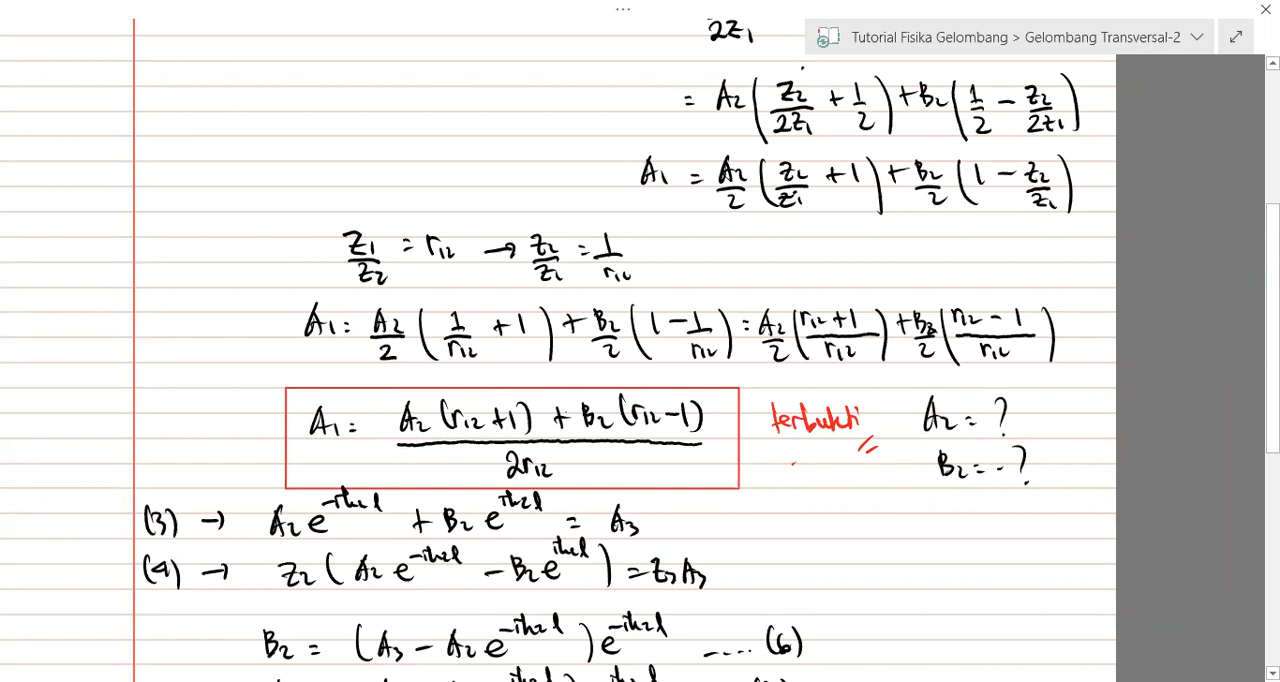 ...
Tutorial Fisika Gelombang > Gelombang Transversal-2
2Z₁
= A₂ (Z₂/2Z₁ + 1/2) + B₂ (1/2 − Z₂/2Z₁)
A₁ = A₂/2 (Z₂/Z₁ + 1) + B₂/2 (1 − Z₂/Z₁)
Z₁/Z₂ = r₁₂ → Z₂/Z₁ = 1/r₁₂
A₁ = A₂/2 (1/r₁₂ + 1) + B₂/2 (1 − 1/r₁₂) = A₂/2 ((r₁₂+1)/r₁₂) + B₂/2 ((r₁₂ − 1)/r₁₂)
A₁ = (A₂ (r₁₂+1) + B₂ (r₁₂−1))/2r₁₂ terbukti A₂ = ?
B₂ = ?
(3) → A₂e^(−ik₂l) + B₂ e^(ik₂l) = A₃
(4) → Z₂ (A₂ e^(−ik₂l) − B₂e^(ik₂l)) = Z₃A₃
B₂ = (A₃ − A₂ e^(−ik₂l)) e^(−ik₂l) .... (6)